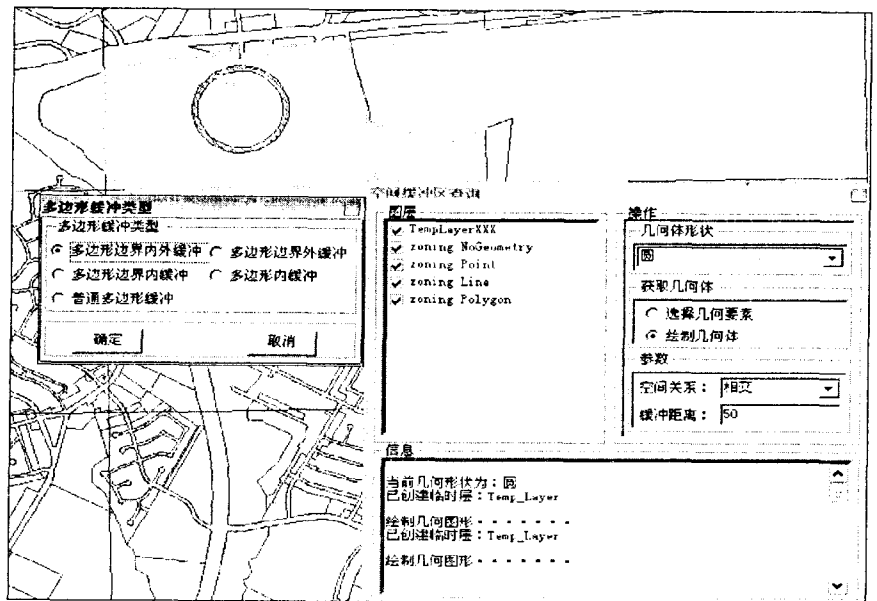 空间缓冲区查询
多边形缓冲类型
多边形缓冲类型
多边形边界内外缓冲
多边形边界外缓冲
多边形边界内缓冲
多边形内缓冲
普通多边形缓冲
确定
取消
图层
TempLayerXXX
zoning NoGeometry
zoning Point
zoning Line
zoning Polygon
操作
几何体形状
圆
获取几何体
选择几何要素
绘制几何体
参数
空间关系：相交
缓冲距离：50
信息
当前几何形状为：圆
已创建临时层：Temp_Layer
绘制几何图形・・・・・・・
已创建临时层：Temp_Layer
绘制几何图形・・・・・・・